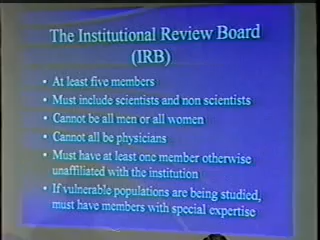 The Institutional Review Board
(IRB)
• At least five members
• Must include scientists and non scientists
• Cannot be all men or all women
• Cannot all be physicians
• Must have at least one member otherwise
unaffiliated with the institution
• If vulnerable populations are being studied,
must have members with special expertise